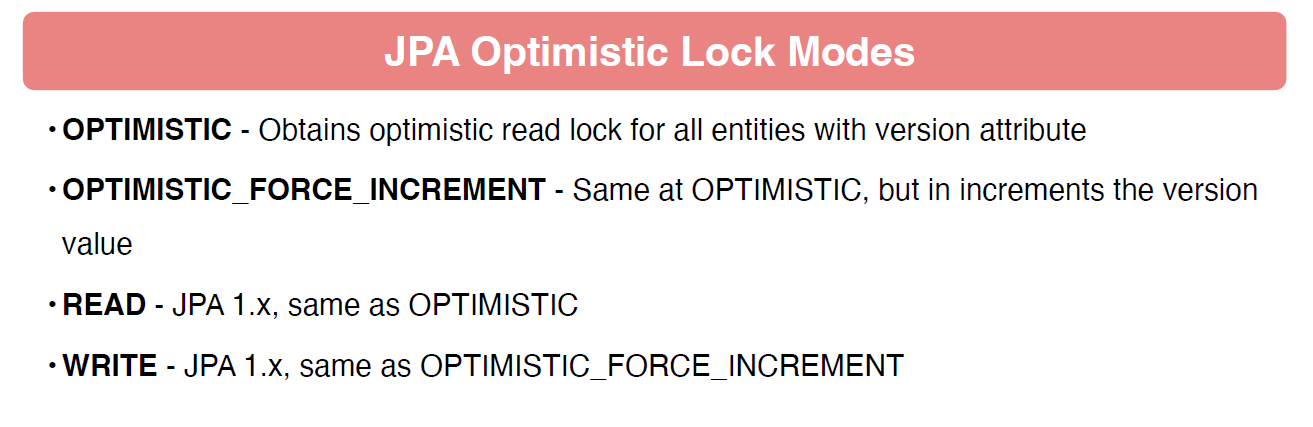 JPA Optimistic Lock Modes
• OPTIMISTIC - Obtains optimistic read lock for all entities with version attribute
• OPTIMISTIC_FORCE_INCREMENT - Same at OPTIMISTIC, but in increments the version
value
• READ - JPA 1.x, same as OPTIMISTIC
• WRITE - JPA 1.x, same as OPTIMISTIC_FORCE_INCREMENT